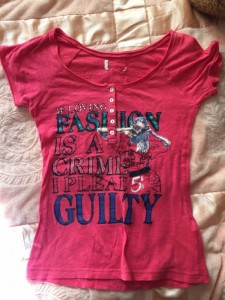 IF LOVING
FASHION
IS A
CRIME
I PLEAD
GUILTY